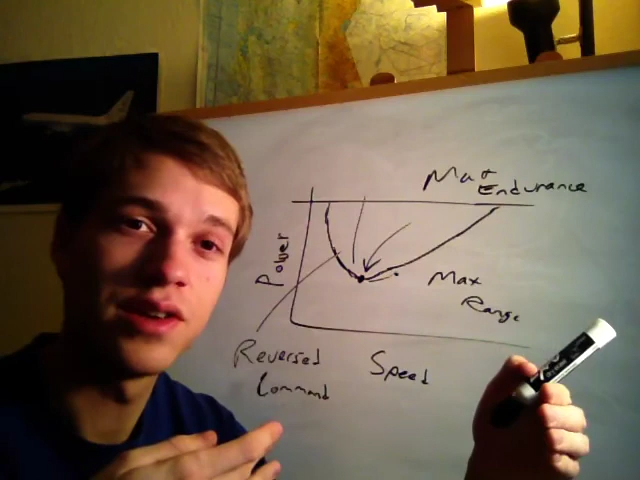 Max
Endurance
Power
Max
Range
Reversed
Command
Speed